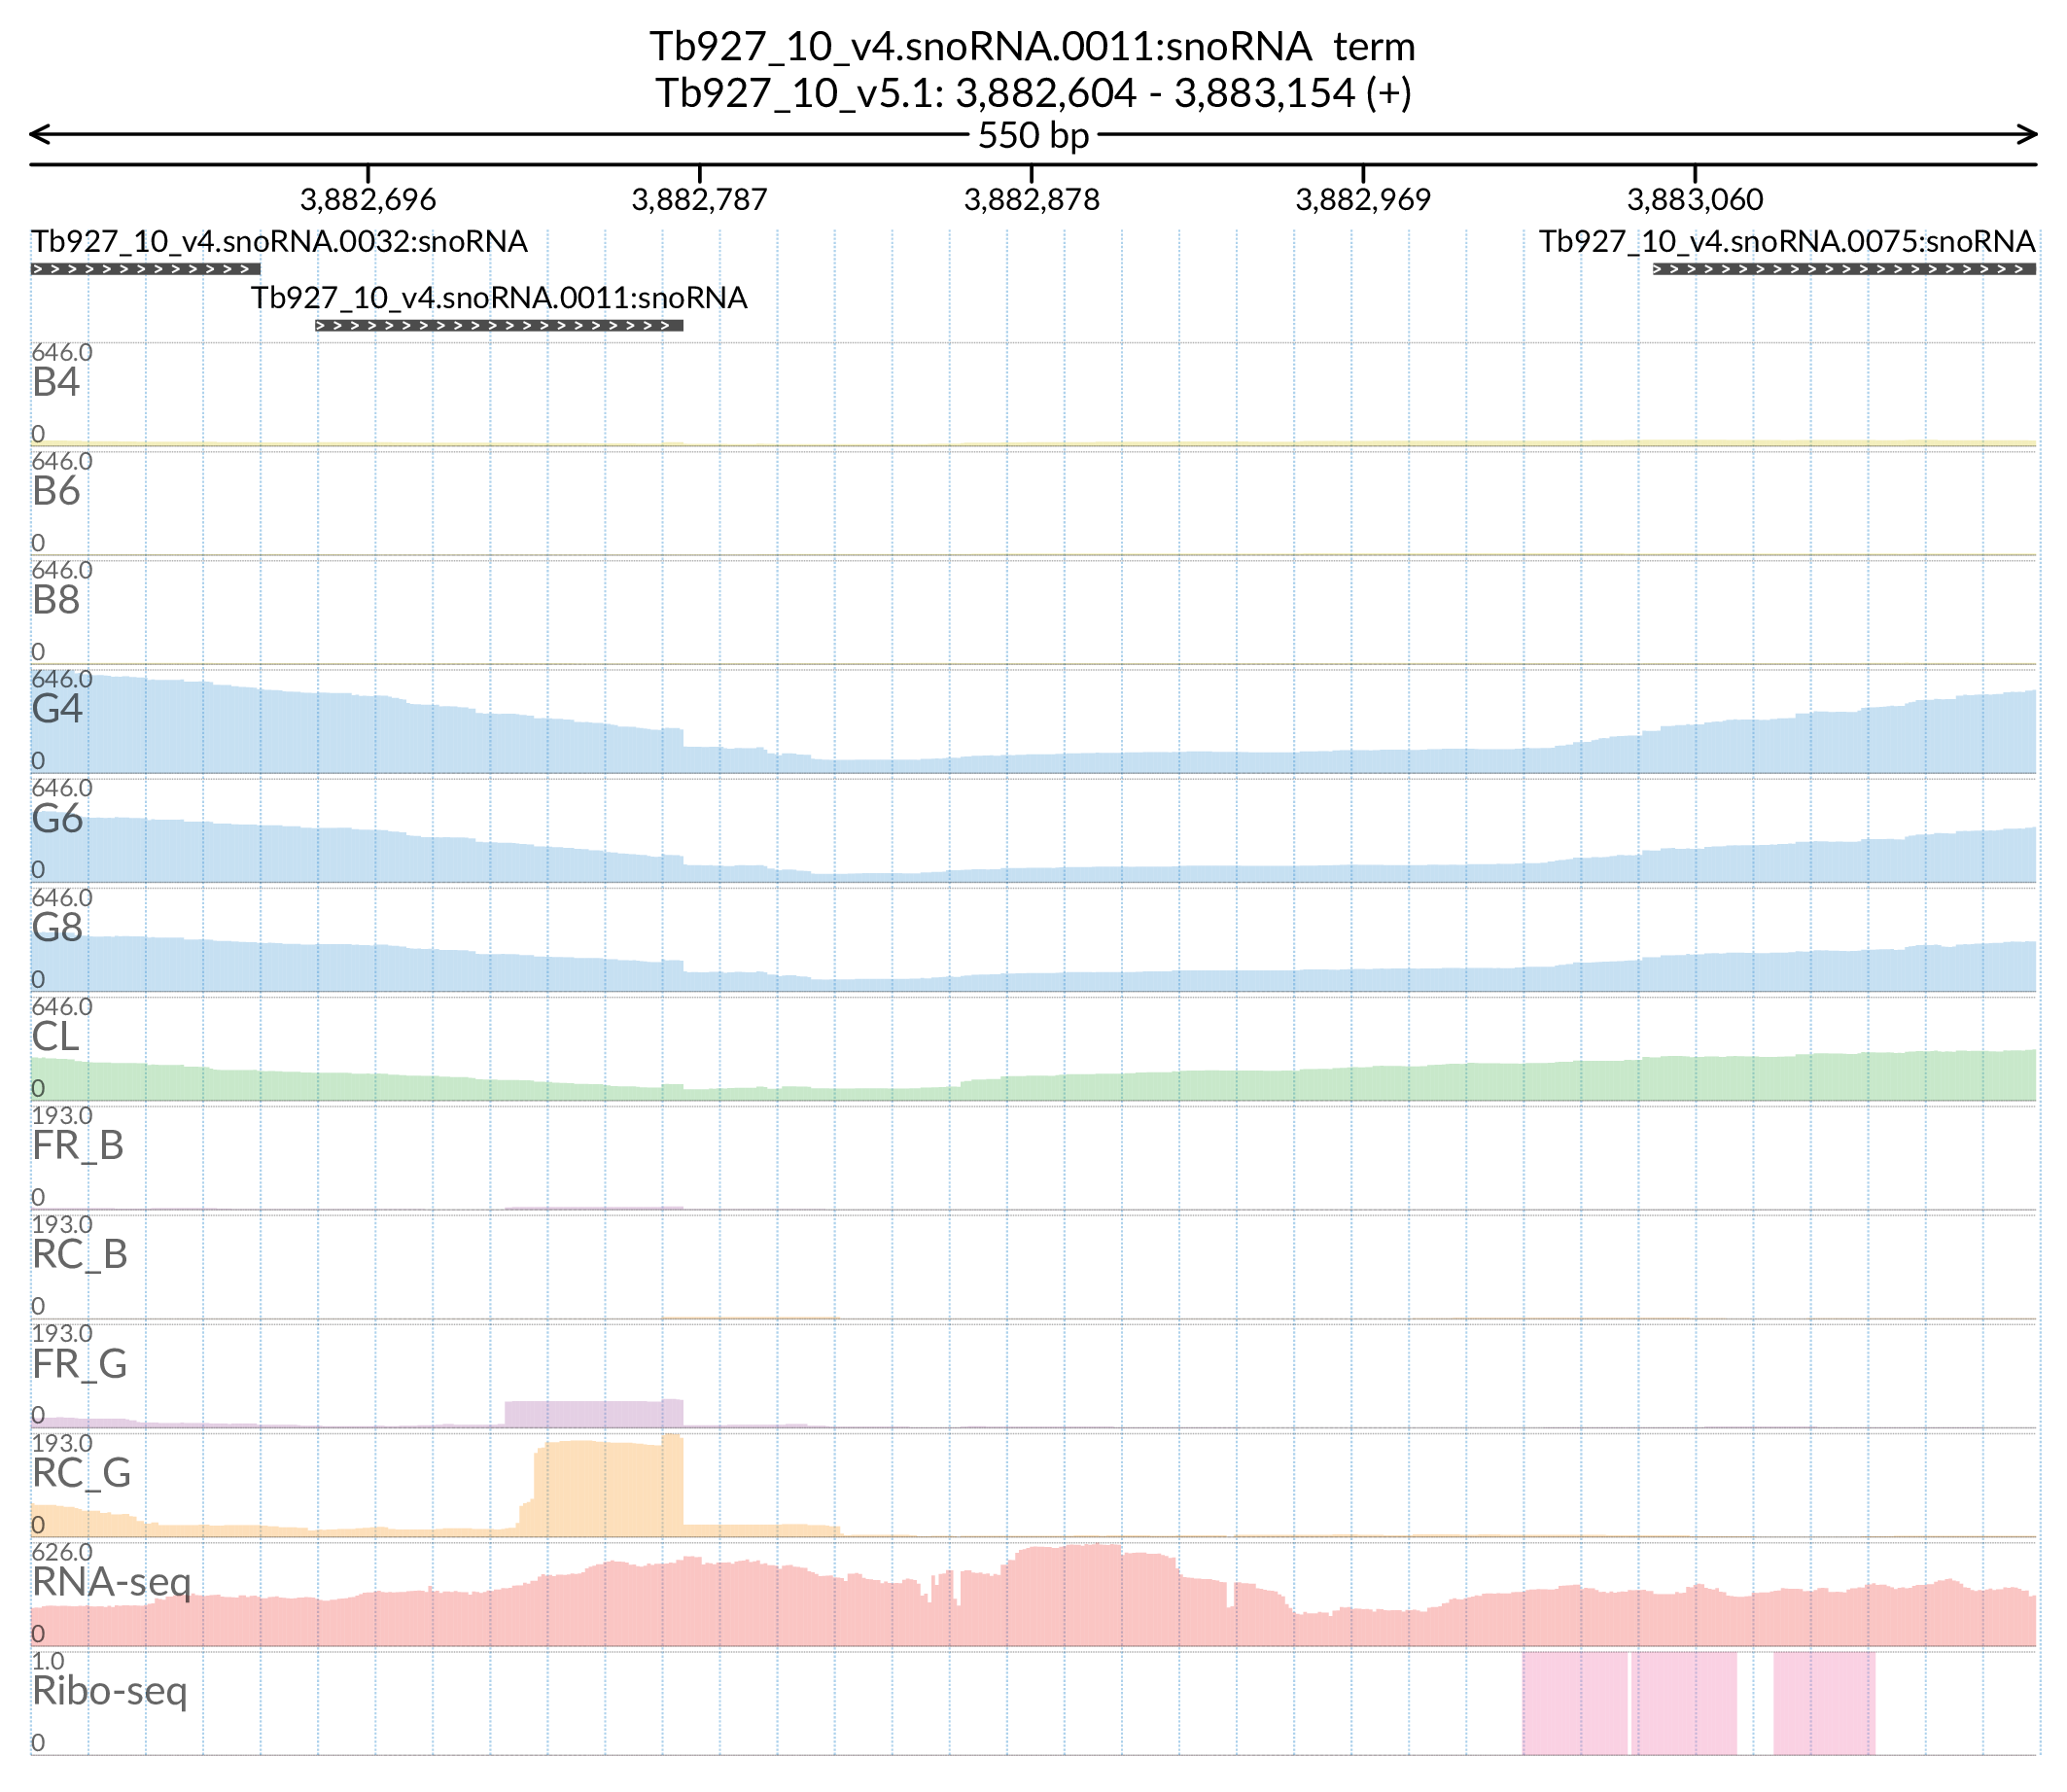 Tb927_10_v4.snoRNA.0011:snoRNA term
Tb927_10_v5.1: 3,882,604 - 3,883,154 (+)
550 bp
3,882,696 3,882,787 3,882,878 3,882,969 3,883,060
Tb927_10_v4.snoRNA.0032:snoRNA Tb927_10_v4.snoRNA.0075:snoRNA
Tb927_10_v4.snoRNA.0011:snoRNA
646.0
B4
0
646.0
B6
0
646.0
B8
0
646.0
G4
0
646.0
G6
0
646.0
G8
0
646.0
CL
0
193.0
FR_B
0
193.0
RC_B
0
193.0
FR_G
0
193.0
RC_G
0
626.0
RNA-seq
0
1.0
Ribo-seq
0